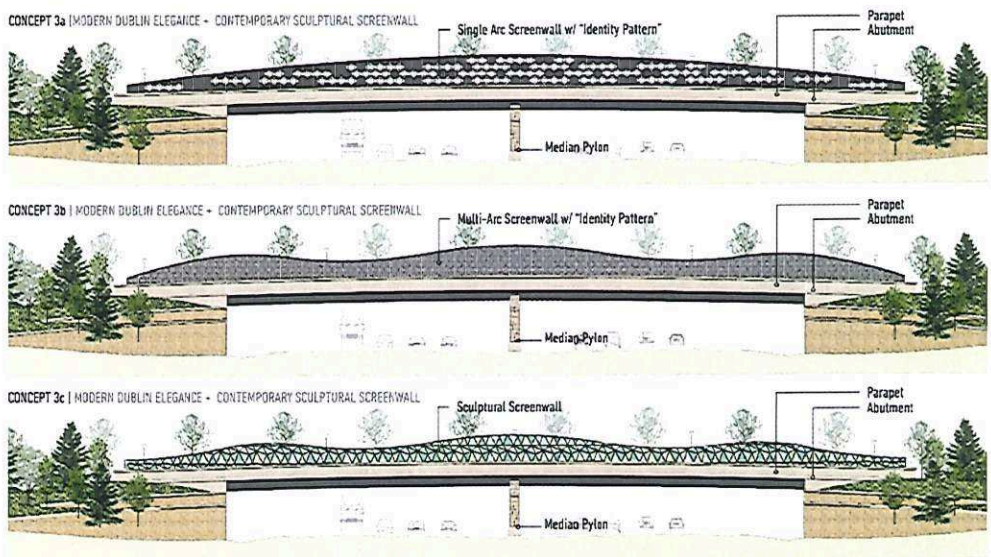 CONCEPT 3a | MODERN DUBLIN ELEGANCE + CONTEMPORARY SCULPTURAL SCREENWALL
Single Arc Screenwall w/ "Identity Pattern"
Parapet
Abutment
Median Pylon
CONCEPT 3b | MODERN DUBLIN ELEGANCE + CONTEMPORARY SCULPTURAL SCREENWALL
Multi-Arc Screenwall w/ "Identity Pattern"
Parapet
Abutment
Median Pylon
CONCEPT 3c | MODERN DUBLIN ELEGANCE + CONTEMPORARY SCULPTURAL SCREENWALL
Sculptural Screenwall
Parapet
Abutment
Median Pylon